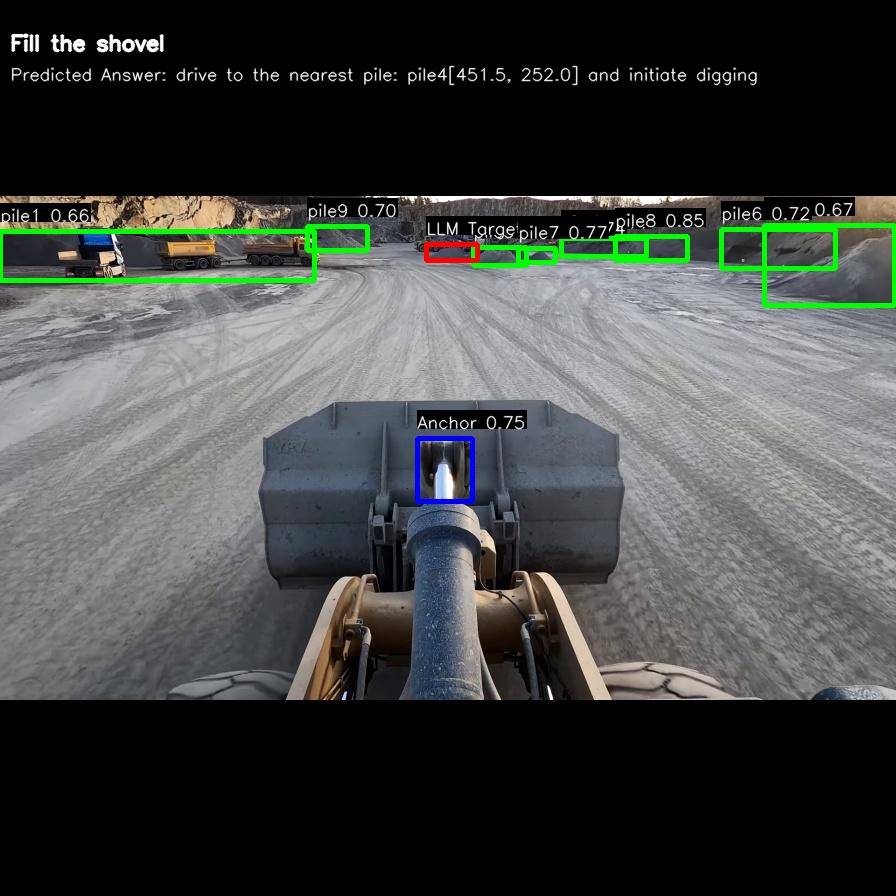 Fill the shovel
Predicted Answer: drive to the nearest pile: pile4[451.5, 252.0] and initiate digging
pile1 0.66
pile9 0.70
LLM Target
pile7 0.77
pile8 0.85
pile6 0.72
0.67
Anchor 0.75